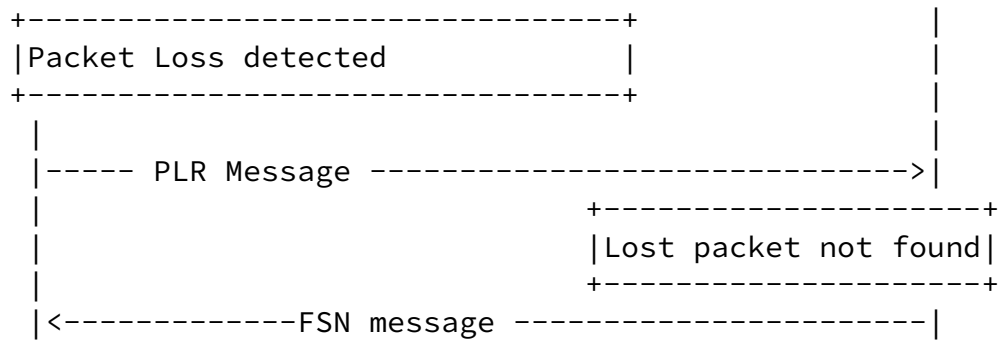 Packet Loss detected
PLR Message
Lost packet not found
FSN message